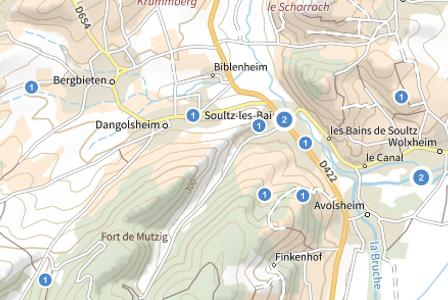 Krummberg
le Scharrach
D654
Biblenheim
Bergbieten
1
1
1
Soultz-les-Bai
Dangolsheim
1
2
les Bains de Soultz
1
Wolxheim
le Canal
D422
2
300
1
1
Avolsheim
Fort de Mutzig
la Bruche
Finkenhof
1